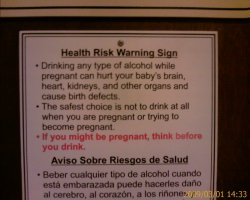 Health Risk Warning Sign
• Drinking any type of alcohol while
pregnant can hurt your baby's brain,
heart, kidneys, and other organs and
cause birth defects.
• The safest choice is not to drink at all
when you are pregnant or trying to
become pregnant.
• If you might be pregnant, think before
you drink.
Aviso Sobre Riesgos de Salud
• Beber cualquier tipo de alcohol cuando
está embarazada puede hacerles daño
al cerebro, al corazón, a los riñones
2009/03/01 14:33